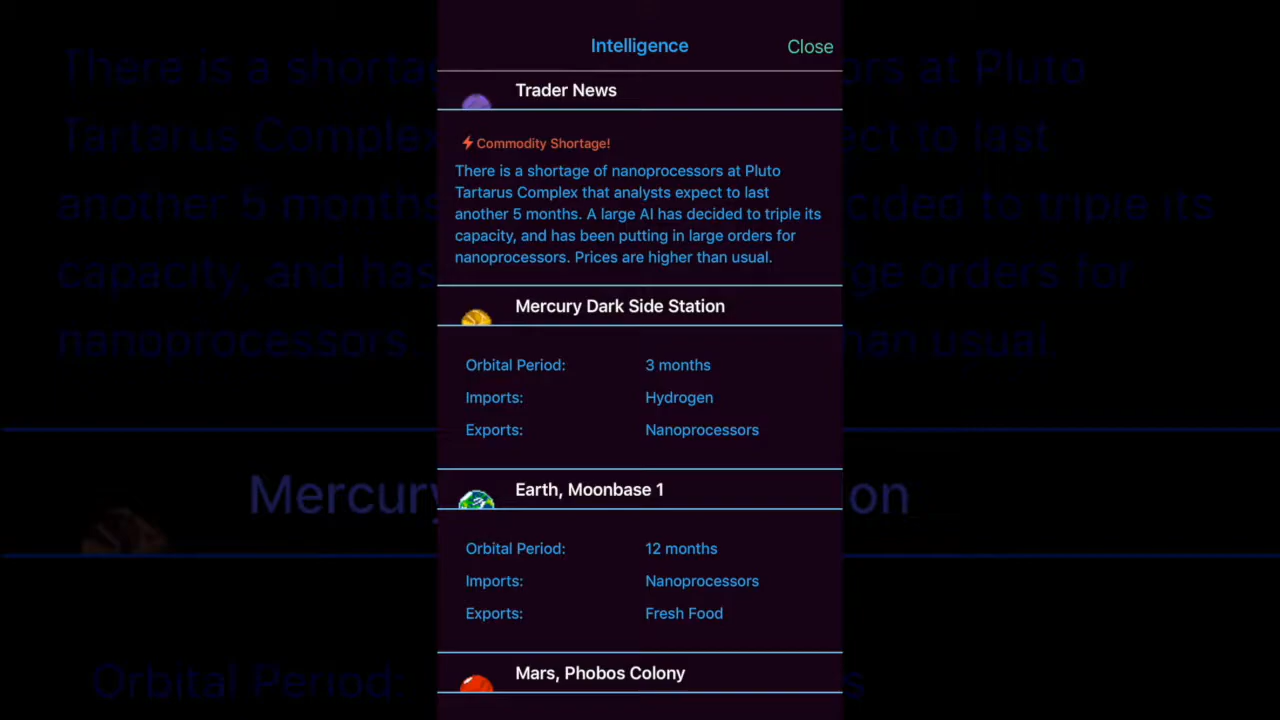 Intelligence
Close
Trader News
⚡Commodity Shortage!
There is a shortage of nanoprocessors at Pluto
Tartarus Complex that analysts expect to last
another 5 months. A large AI has decided to triple its
capacity, and has been putting in large orders for
nanoprocessors. Prices are higher than usual.
Mercury Dark Side Station
Orbital Period: 3 months
Imports: Hydrogen
Exports: Nanoprocessors
Earth, Moonbase 1
Orbital Period: 12 months
Imports: Nanoprocessors
Exports: Fresh Food
Mars, Phobos Colony